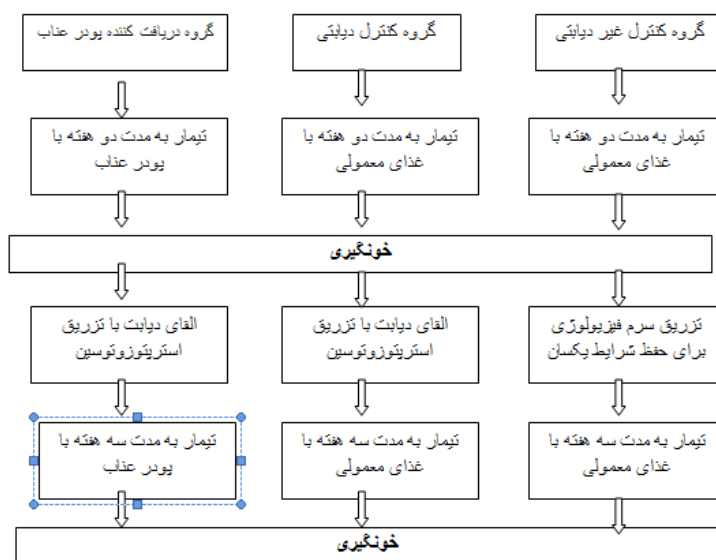 گروه کنترل غیر دیابتی
گروه کنترل دیابتی
گروه دریافت کننده پودر عناب
تیمار به مدت دو هفته با
غذای معمولی
تیمار به مدت دو هفته با
غذای معمولی
تیمار به مدت دو هفته با
پودر عناب
خونگیری
تزریق سرم فیزیولوژی
برای حفظ شرایط یکسان
القای دیابت با تزریق
استرپتوزوتوسین
القای دیابت با تزریق
استرپتوزوتوسین
تیمار به مدت سه هفته با
غذای معمولی
تیمار به مدت سه هفته با
غذای معمولی
تیمار به مدت سه هفته با
پودر عناب
خونگیری